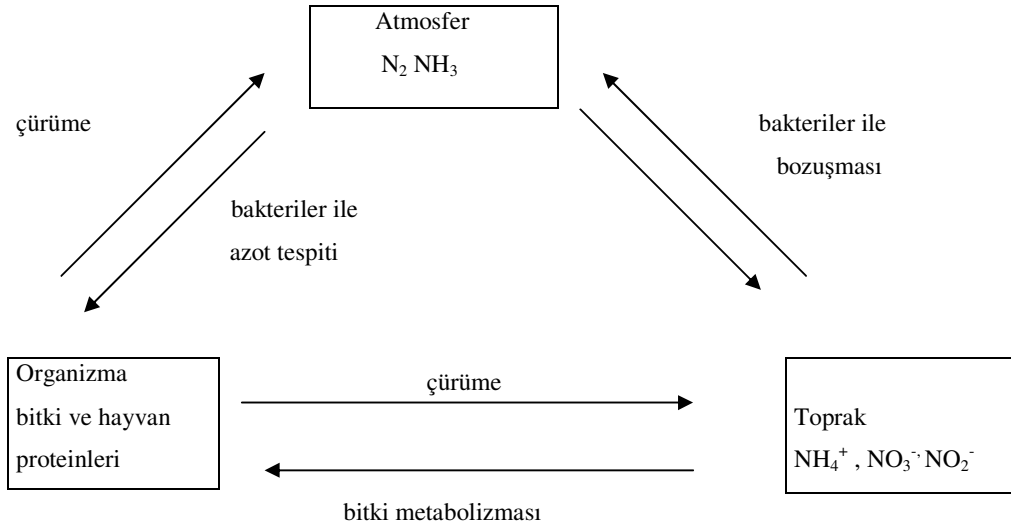 Atmosfer
N₂ NH₃
çürüme
bakteriler ile
bozuşması
bakteriler ile
azot tespiti
Organizma
bitki ve hayvan
proteinleri
çürüme
Toprak
NH₄⁺ , NO₃⁻, NO₂⁻
bitki metabolizması